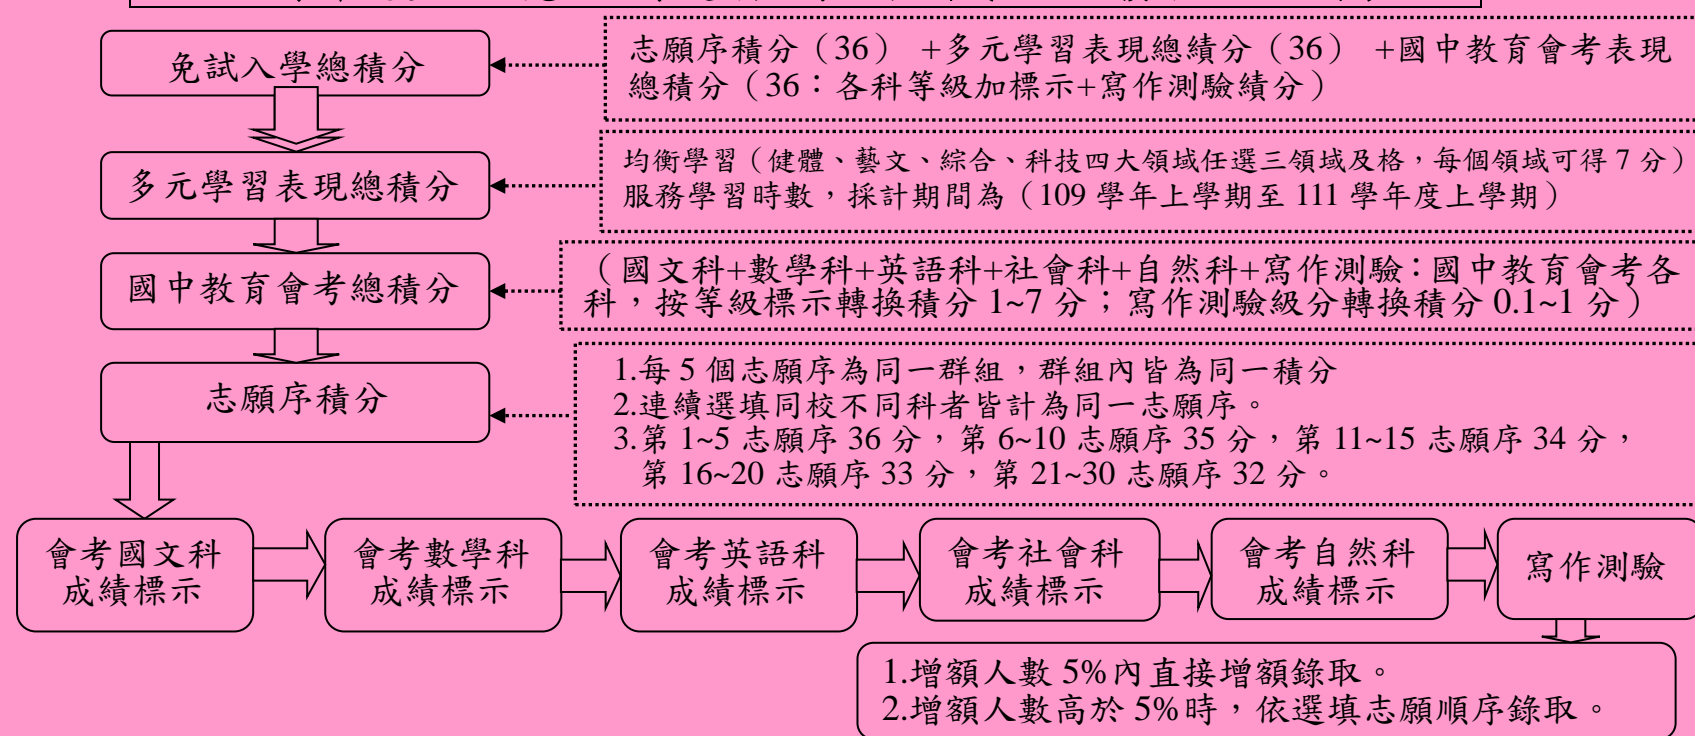 免試入學總積分
志願序積分（36） +多元學習表現總績分（36） +國中教育會考表現
總積分（36：各科等級加標示+寫作測驗績分）
多元學習表現總積分
均衡學習（健體、藝文、綜合、科技四大領域任選三領域及格，每個領域可得 7 分）
服務學習時數，採計期間為（109 學年上學期至 111 學年度上學期）
國中教育會考總積分
（國文科+數學科+英語科+社會科+自然科+寫作測驗：國中教育會考各
科，按等級標示轉換積分 1~7 分；寫作測驗級分轉換積分 0.1~1 分）
志願序積分
1.每 5 個志願序為同一群組，群組內皆為同一積分
2.連續選填同校不同科者皆計為同一志願序。
3.第 1~5 志願序 36 分，第 6~10 志願序 35 分，第 11~15 志願序 34 分，
第 16~20 志願序 33 分，第 21~30 志願序 32 分。
會考國文科
成績標示
會考數學科
成績標示
會考英語科
成績標示
會考社會科
成績標示
會考自然科
成績標示
寫作測驗
1.增額人數 5%內直接增額錄取。
2.增額人數高於 5%時，依選填志願順序錄取。